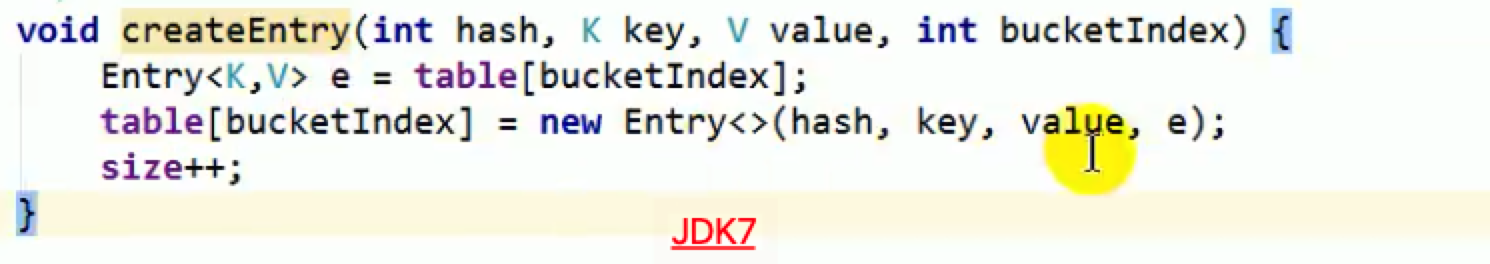 void createEntry(int hash, K key, V value, int bucketIndex) {
Entry<K,V> e = table[bucketIndex];
table[bucketIndex] = new Entry<>(hash, key, value, e);
size++;
}
JDK7